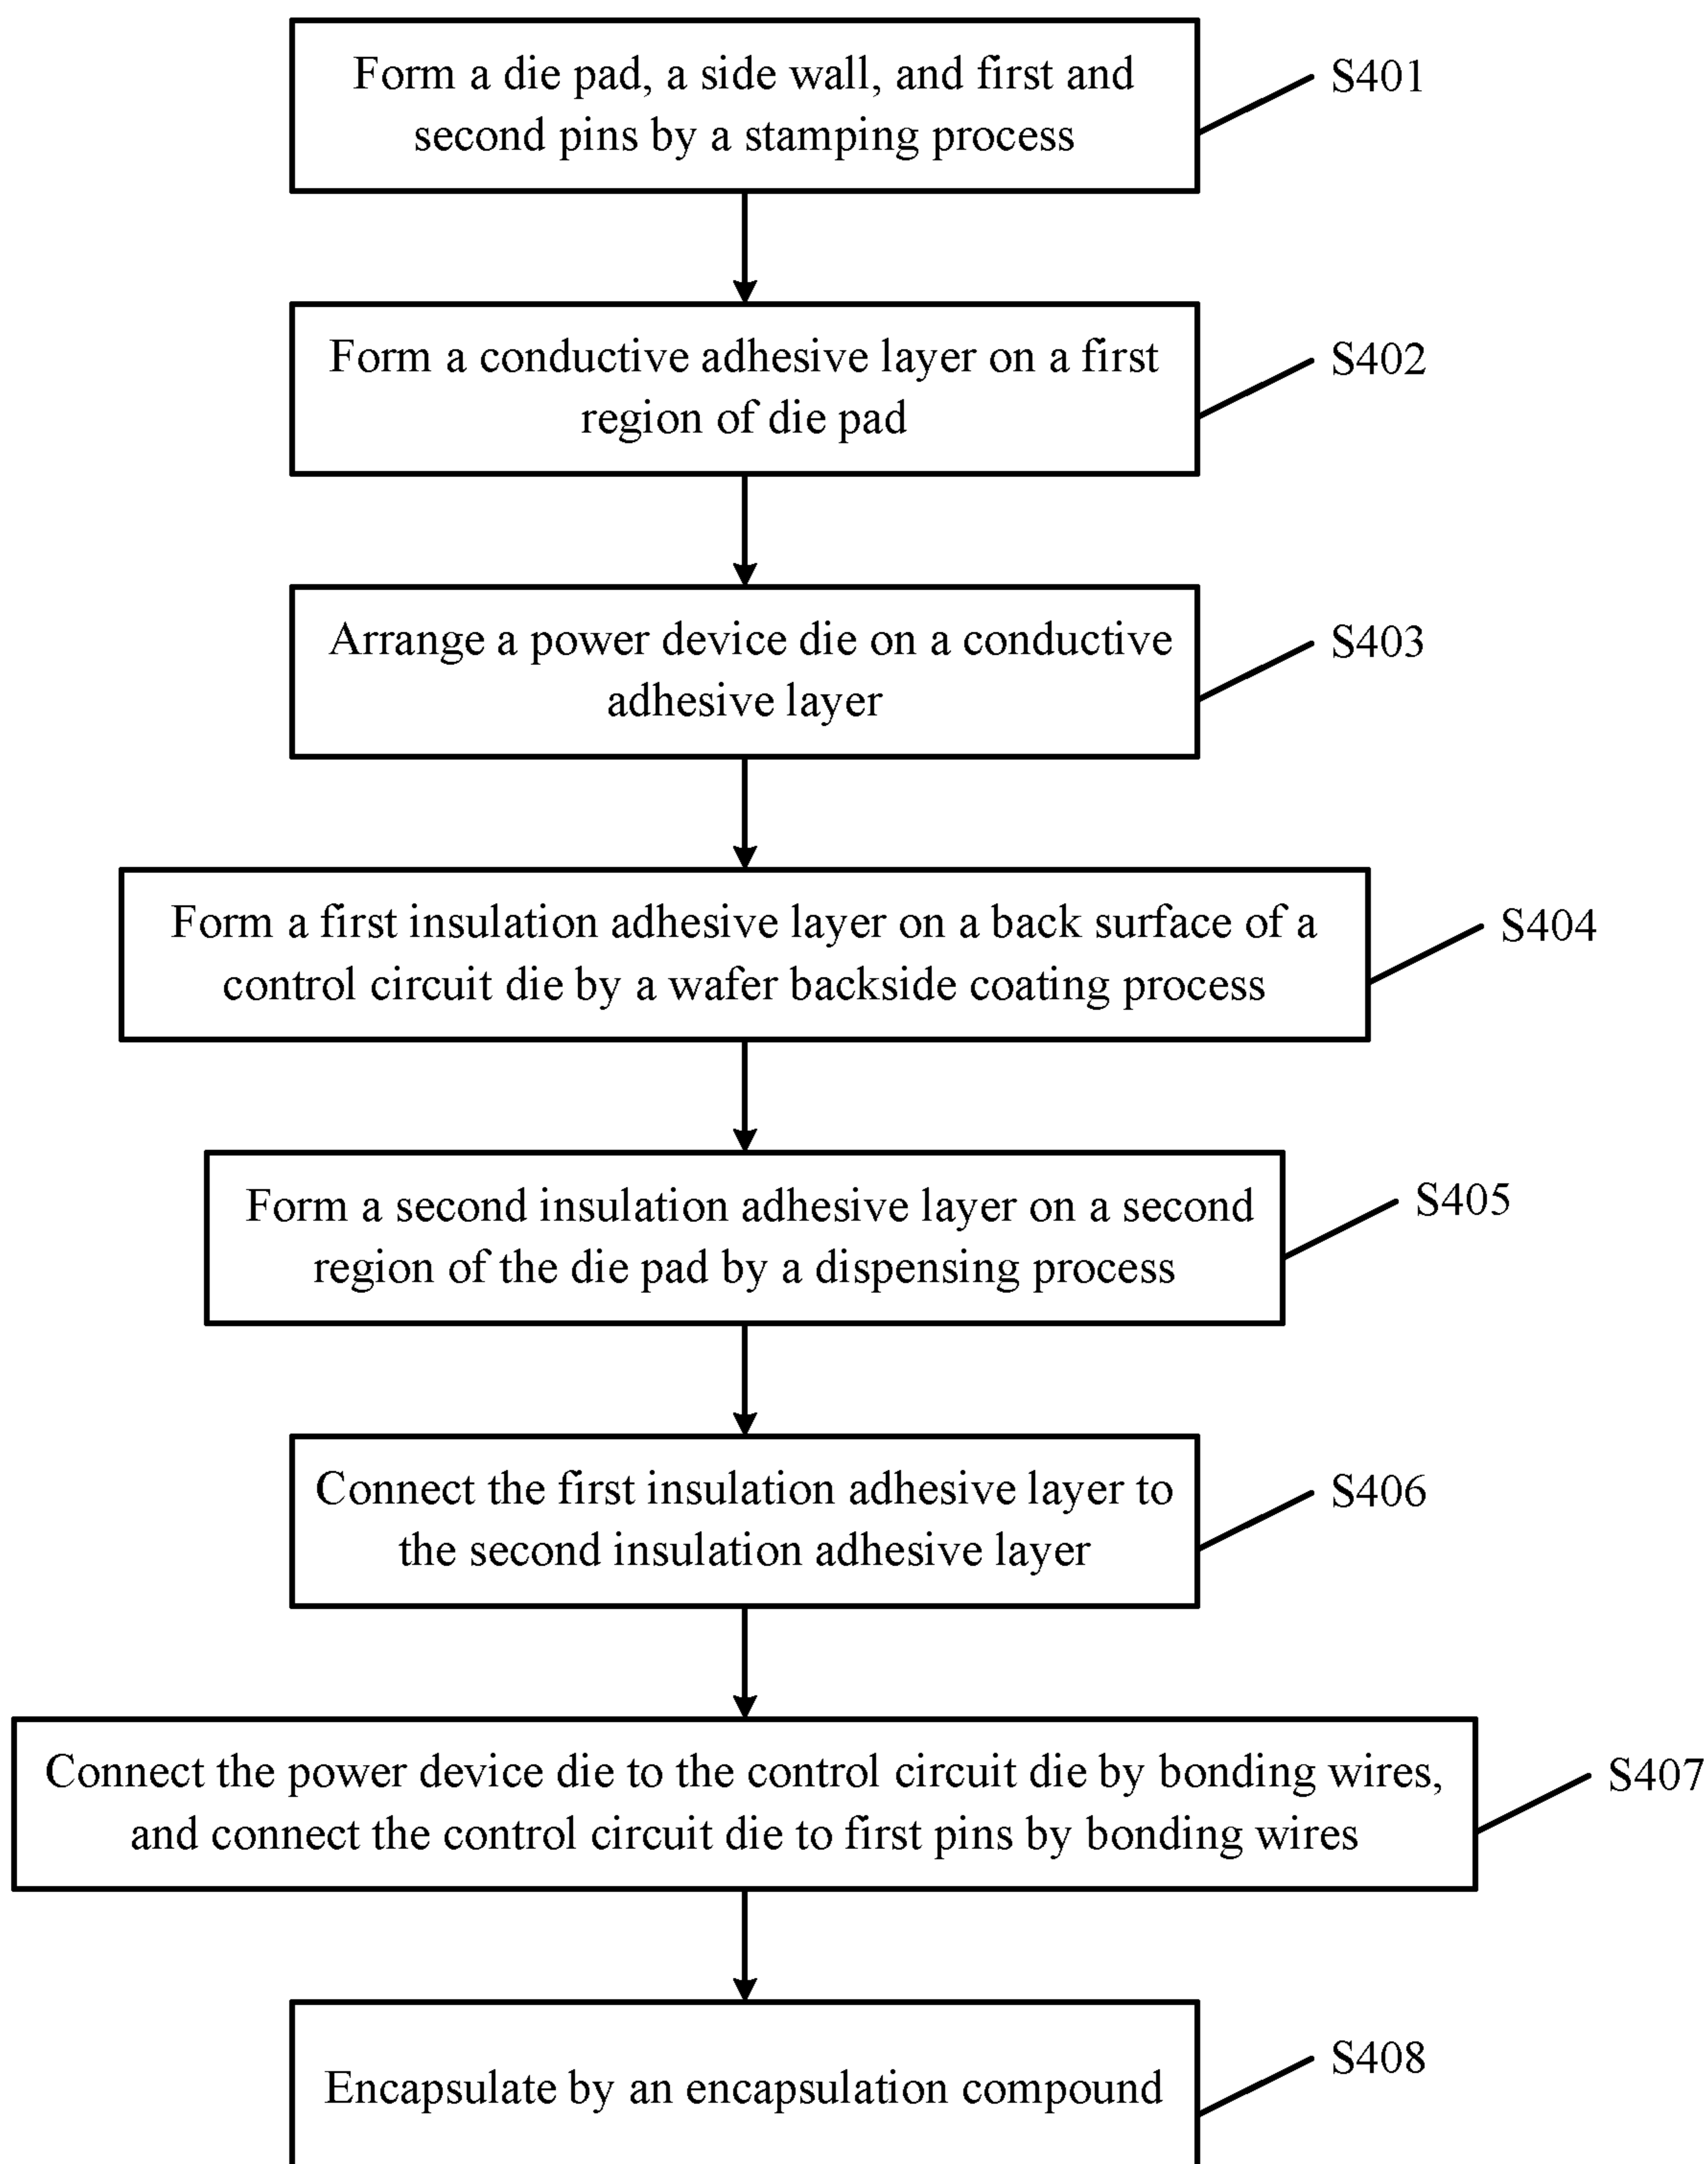 Form a die pad, a side wall, and first and
second pins by a stamping process
S401
Form a conductive adhesive layer on a first
region of die pad
S402
Arrange a power device die on a conductive
adhesive layer
S403
Form a first insulation adhesive layer on a back surface of a
control circuit die by a wafer backside coating process
S404
Form a second insulation adhesive layer on a second
region of the die pad by a dispensing process
S405
Connect the first insulation adhesive layer to
the second insulation adhesive layer
S406
Connect the power device die to the control circuit die by bonding wires,
and connect the control circuit die to first pins by bonding wires
S407
Encapsulate by an encapsulation compound
S408